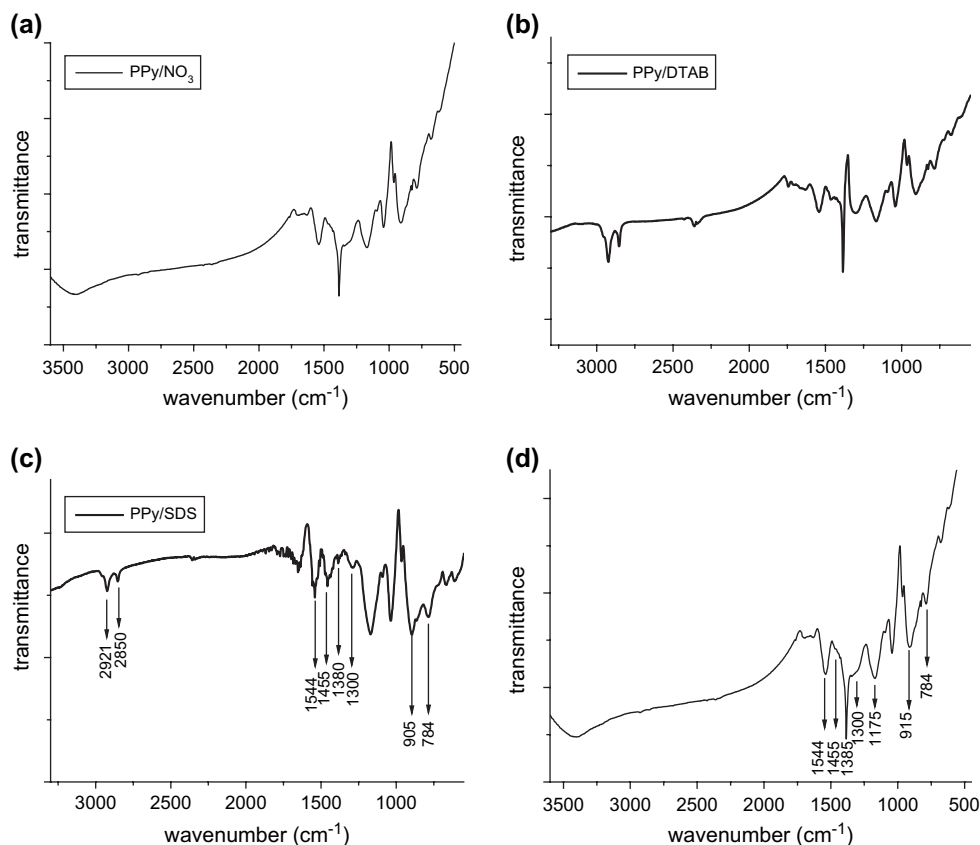 (a)
PPy/NO₃
transmittance
3500 3000 2500 2000 1500 1000 500
wavenumber (cm⁻¹)
(b)
PPy/DTAB
transmittance
3000 2500 2000 1500 1000
wavenumber (cm⁻¹)
(c)
PPy/SDS
transmittance
2921
2850
1544
1455
1380
1300
905
784
3000 2500 2000 1500 1000
wavenumber (cm⁻¹)
(d)
transmittance
1544
1455
1385
1300
1175
915
784
3500 3000 2500 2000 1500 1000 500
wavenumber (cm⁻¹)